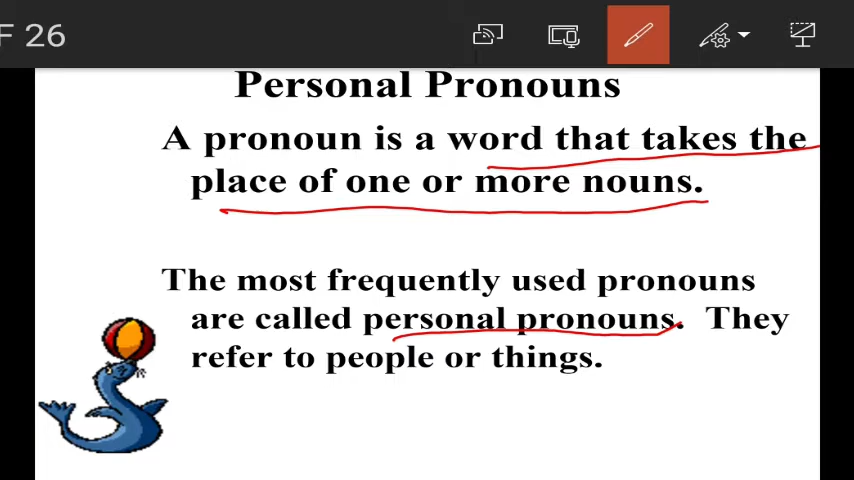 F 26
Personal Pronouns
A pronoun is a word that takes the
place of one or more nouns.
The most frequently used pronouns
are called personal pronouns. They
refer to people or things.